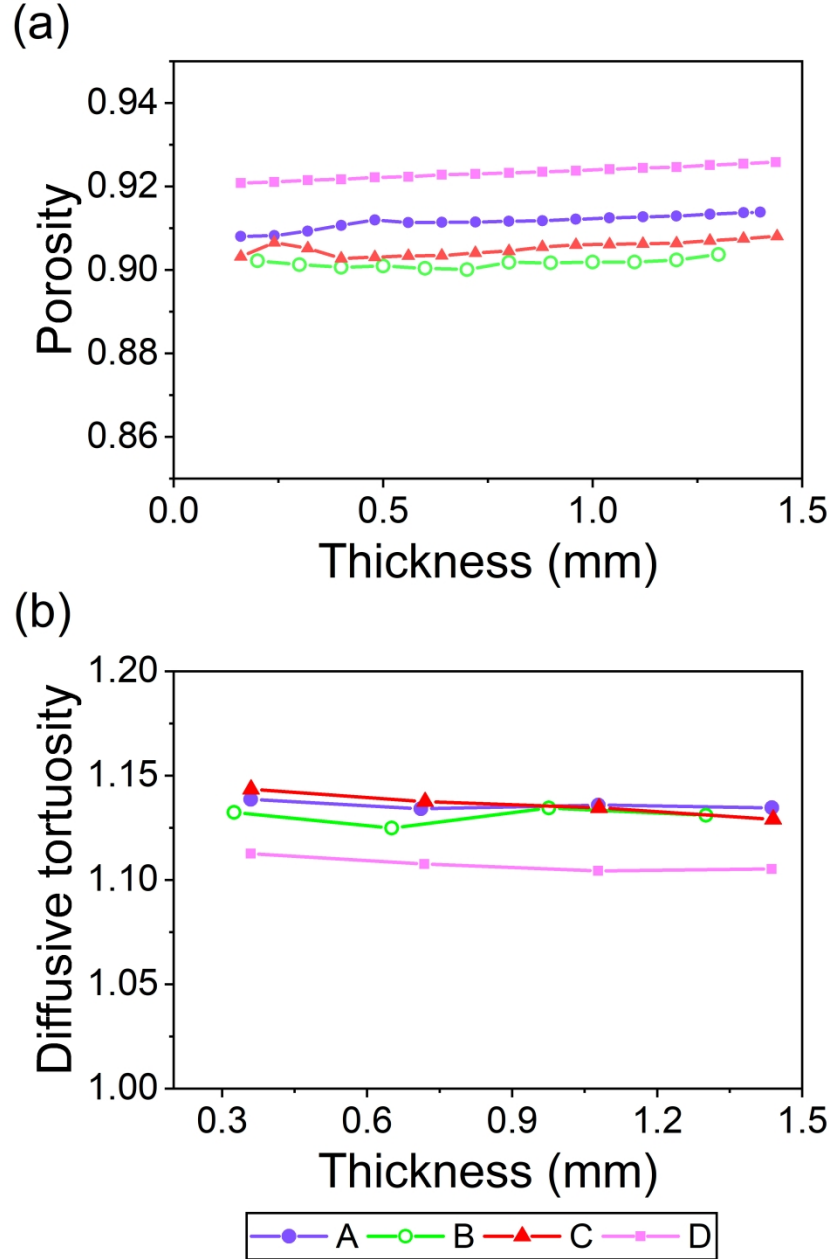 (a)
0.94
0.92
0.90
0.88
0.86
Porosity
0.0 0.5 1.0 1.5
Thickness (mm)
(b)
1.20
1.15
1.10
1.05
1.00
Diffusive tortuosity
0.3 0.6 0.9 1.2 1.5
Thickness (mm)
A B C D